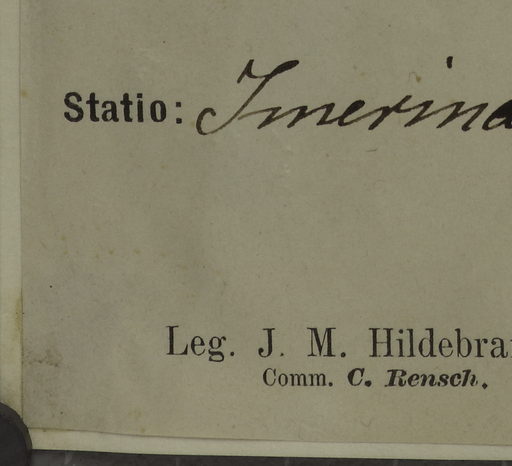 Statio: Imerina
Leg. J. M. Hildebra
Comm. C. Rensch.